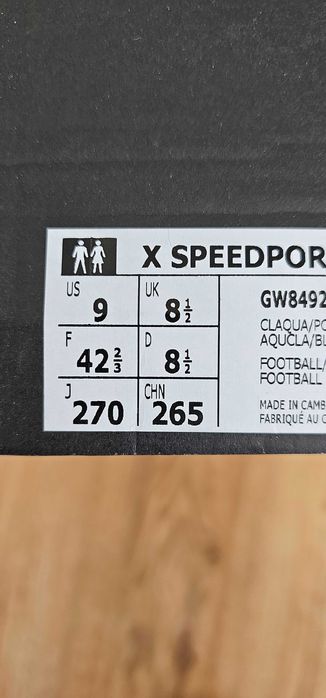 X SPEEDPOR
US 9 UK 8½
GW8492
CLAQUA/PO
AQUCLA/BL
F 42⅔ D 8½
FOOTBALL/
FOOTBALL
J 270 CHN 265
MADE IN CAMB
FABRIQUÉ AU C